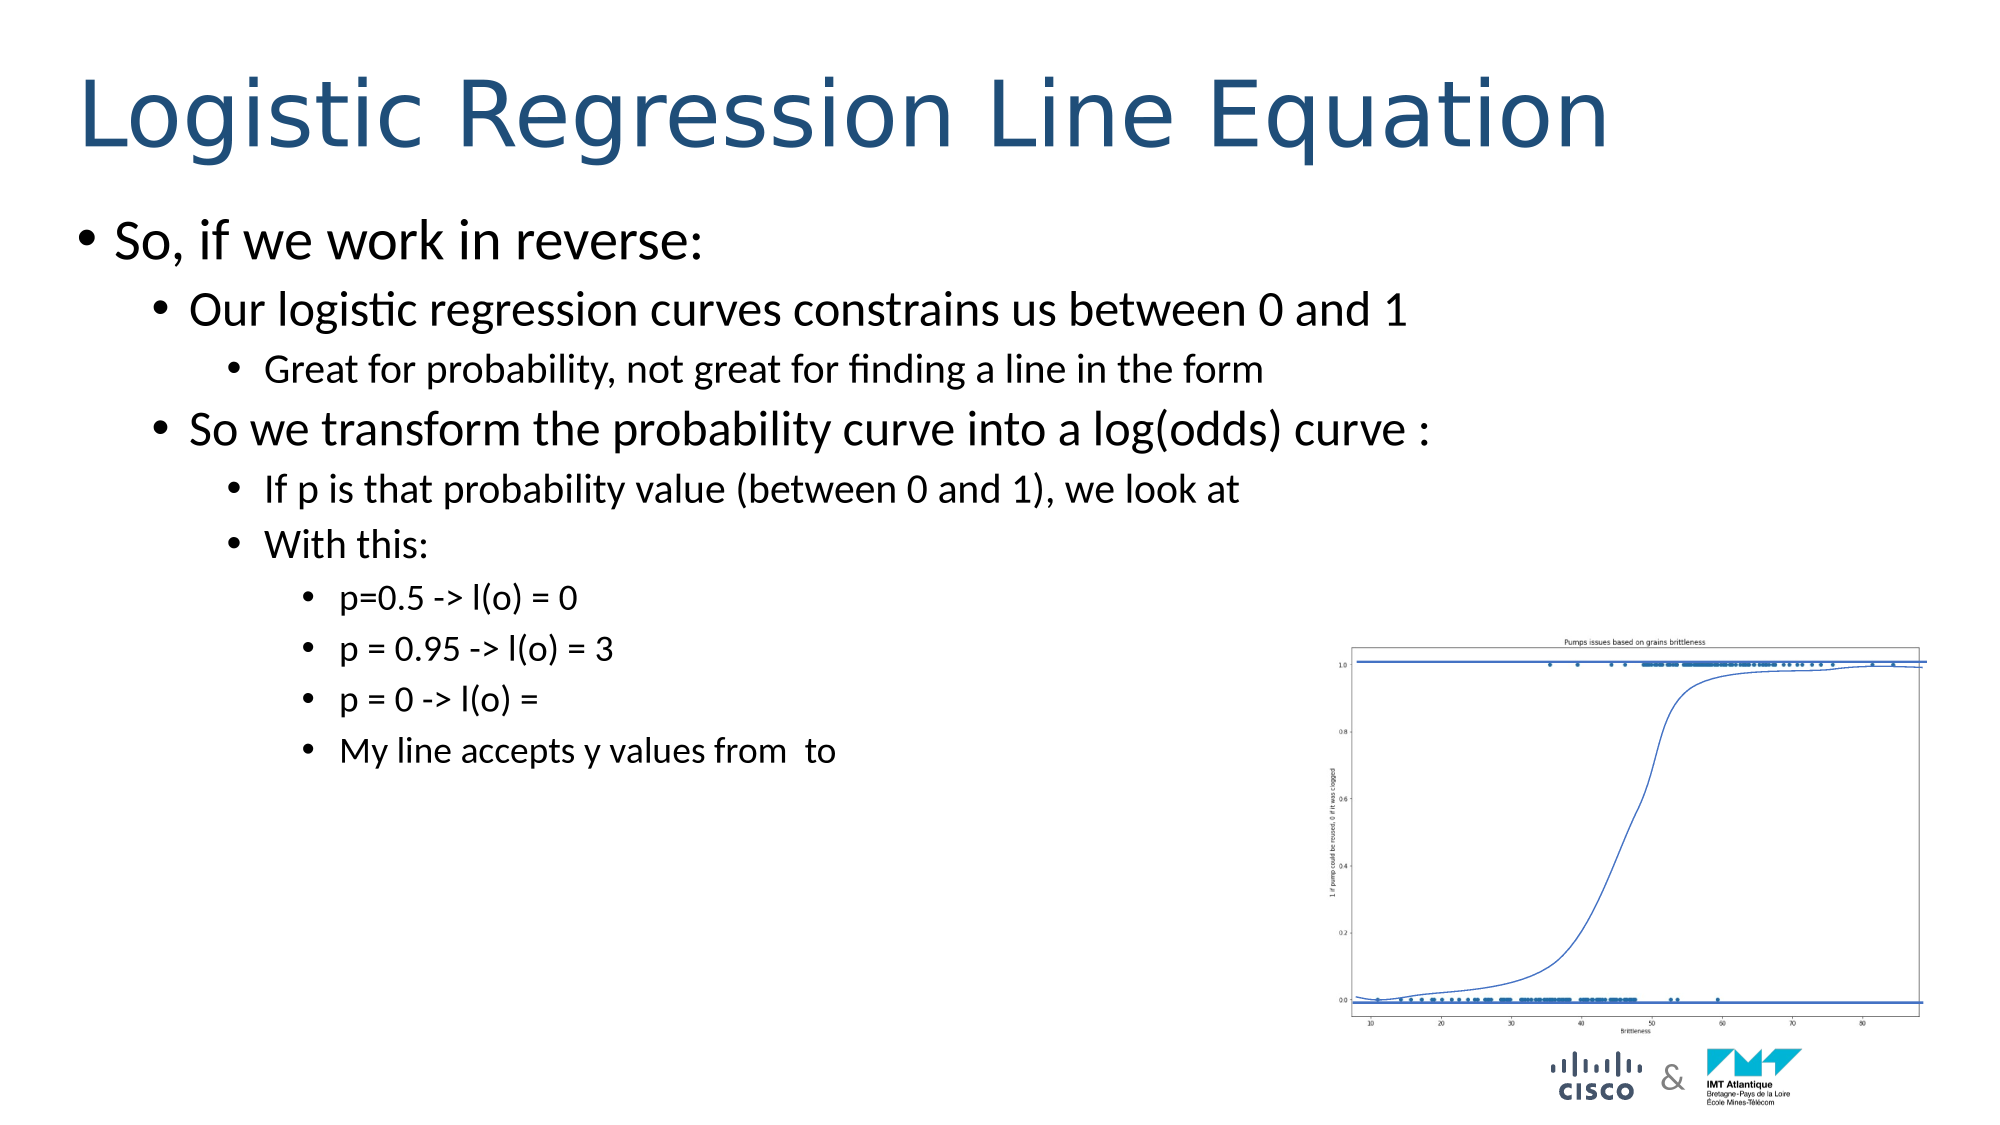 Logistic Regression Line Equation
• So, if we work in reverse:
• Our logistic regression curves constrains us between 0 and 1
• Great for probability, not great for finding a line in the form
• So we transform the probability curve into a log(odds) curve :
• If p is that probability value (between 0 and 1), we look at
• With this:
• p=0.5 -> l(o) = 0
• p = 0.95 -> l(o) = 3
• p = 0 -> l(o) =
• My line accepts y values from  to
Pumps issues based on grains brittleness
1.0
0.8
0.6
0.4
0.2
0.0
1 if pump could be reused, 0 if it was clogged
10 20 30 40 50 60 70 80
Brittleness
CISCO & IMT Atlantique
Bretagne-Pays de la Loire
École Mines-Télécom